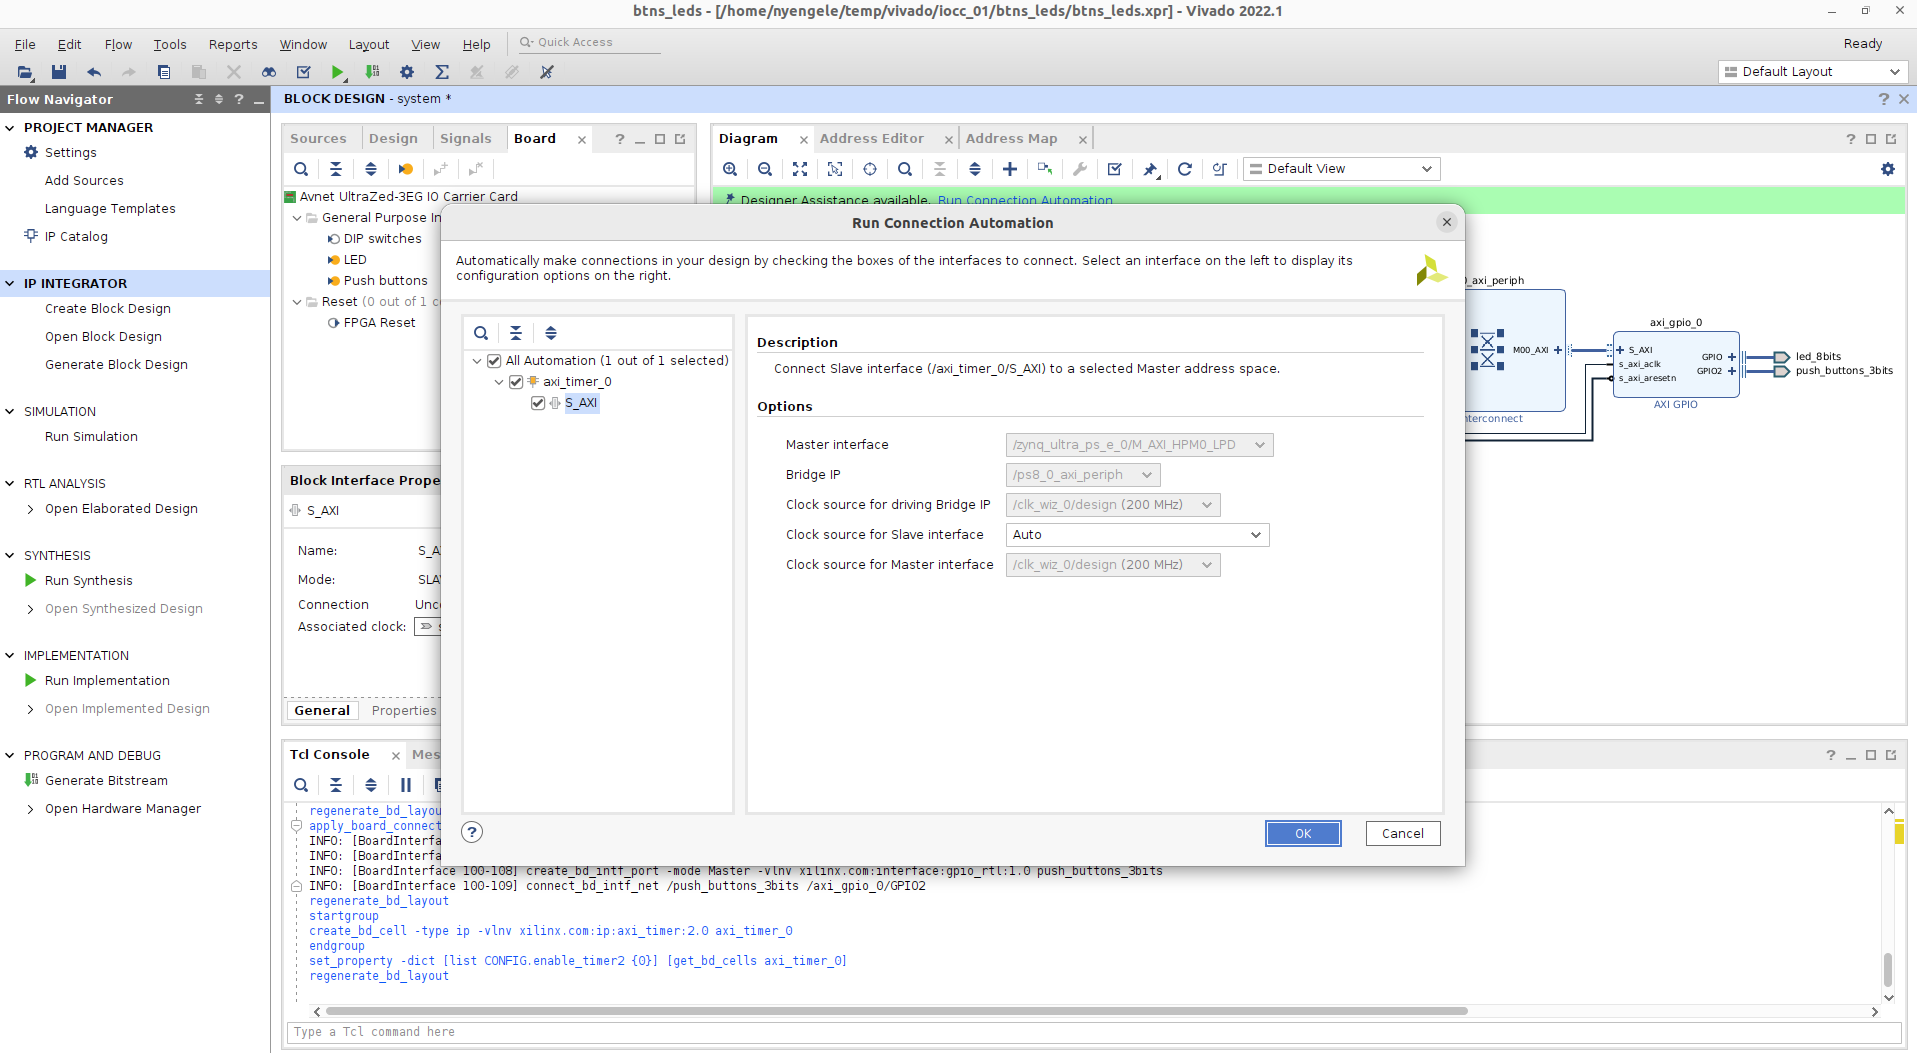 btns_leds - [/home/nyengele/temp/vivado/iocc_01/btns_leds/btns_leds.xpr] - Vivado 2022.1
File Edit Flow Tools Reports Window Layout View Help Quick Access Ready
Default Layout
Flow Navigator
PROJECT MANAGER
Settings
Add Sources
Language Templates
IP Catalog
IP INTEGRATOR
Create Block Design
Open Block Design
Generate Block Design
SIMULATION
Run Simulation
RTL ANALYSIS
Open Elaborated Design
SYNTHESIS
Run Synthesis
Open Synthesized Design
IMPLEMENTATION
Run Implementation
Open Implemented Design
PROGRAM AND DEBUG
Generate Bitstream
Open Hardware Manager
BLOCK DESIGN - system *
Sources Design Signals Board
Avnet UltraZed-3EG IO Carrier Card
General Purpose In
DIP switches
LED
Push buttons
Reset (0 out of 1 c
FPGA Reset
Block Interface Prope
S_AXI
Name: S_A
Mode: SLA
Connection Unc
Associated clock: s
General Properties
Diagram Address Editor Address Map
Default View
Designer Assistance available. Run Connection Automation
_axi_periph
M00_AXI
terconnect
axi_gpio_0
S_AXI
s_axi_aclk
s_axi_aresetn
GPIO
GPIO2
AXI GPIO
led_8bits
push_buttons_3bits
Run Connection Automation
Automatically make connections in your design by checking the boxes of the interfaces to connect. Select an interface on the left to display its
configuration options on the right.
All Automation (1 out of 1 selected)
axi_timer_0
S_AXI
Description
Connect Slave interface (/axi_timer_0/S_AXI) to a selected Master address space.
Options
Master interface /zynq_ultra_ps_e_0/M_AXI_HPM0_LPD
Bridge IP /ps8_0_axi_periph
Clock source for driving Bridge IP /clk_wiz_0/design (200 MHz)
Clock source for Slave interface Auto
Clock source for Master interface /clk_wiz_0/design (200 MHz)
OK Cancel
Tcl Console Mes
regenerate_bd_layou
apply_board_connect
INFO: [BoardInterfa
INFO: [BoardInterfa
INFO: [BoardInterface 100-108] create_bd_intf_port -mode Master -vlnv xilinx.com:interface:gpio_rtl:1.0 push_buttons_3bits
INFO: [BoardInterface 100-109] connect_bd_intf_net /push_buttons_3bits /axi_gpio_0/GPIO2
regenerate_bd_layout
startgroup
create_bd_cell -type ip -vlnv xilinx.com:ip:axi_timer:2.0 axi_timer_0
endgroup
set_property -dict [list CONFIG.enable_timer2 {0}] [get_bd_cells axi_timer_0]
regenerate_bd_layout
Type a Tcl command here